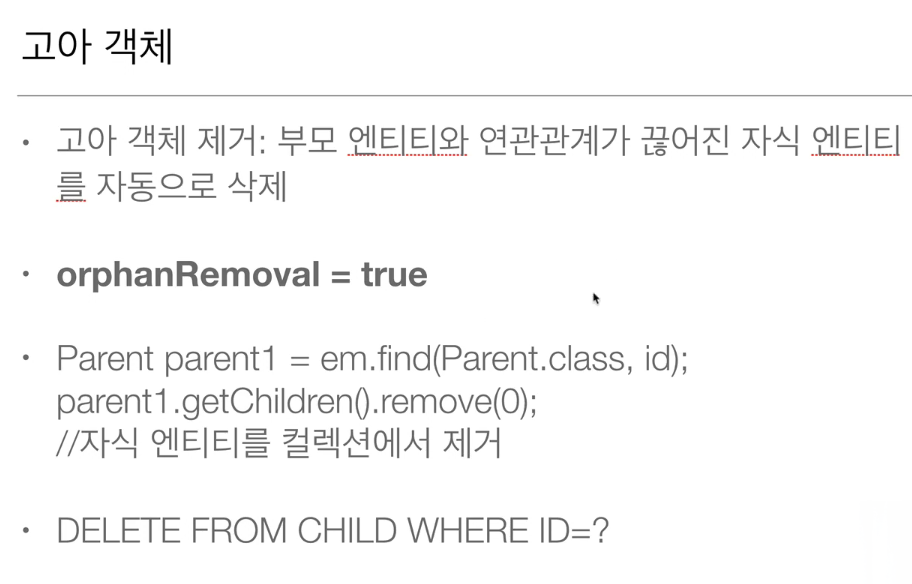 고아 객체
• 고아 객체 제거: 부모 엔티티와 연관관계가 끊어진 자식 엔티티
를 자동으로 삭제
• orphanRemoval = true
• Parent parent1 = em.find(Parent.class, id);
parent1.getChildren().remove(0);
//자식 엔티티를 컬렉션에서 제거
• DELETE FROM CHILD WHERE ID=?